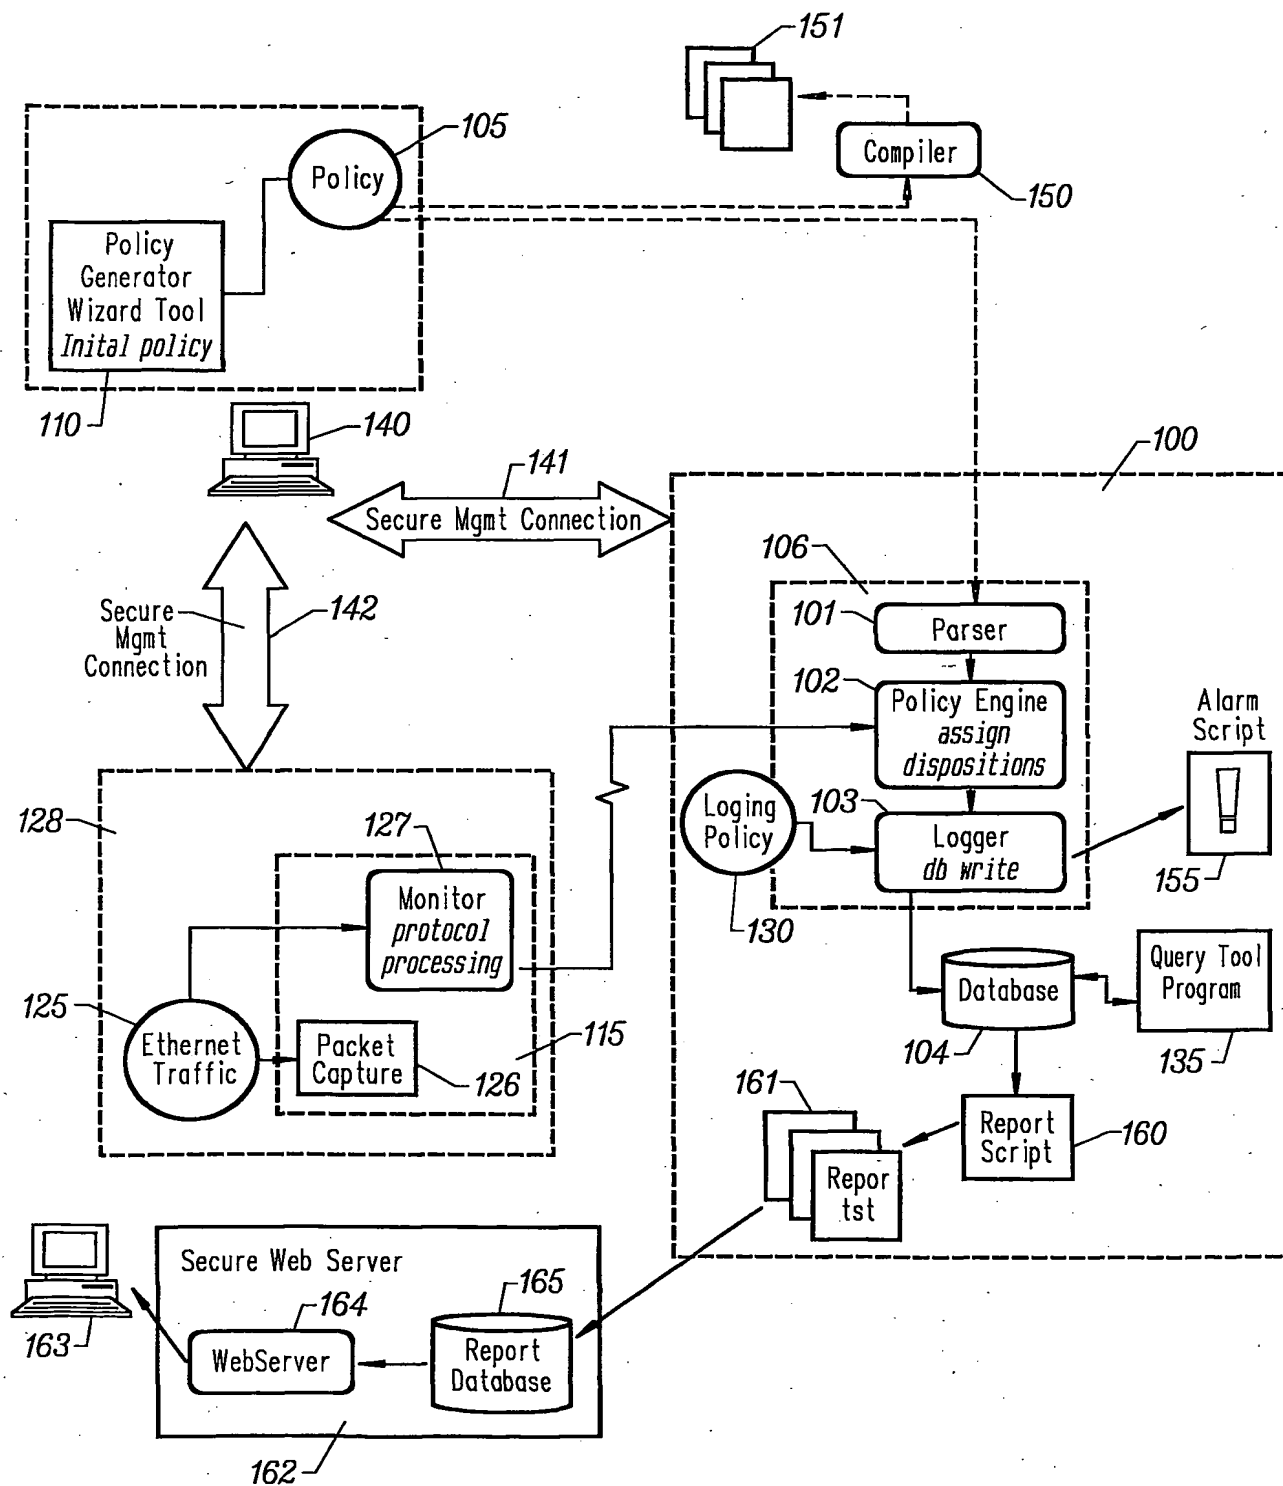 151
105
Policy
Compiler
150
Policy
Generator
Wizard Tool
Inital policy
110
140
141
Secure Mgmt Connection
100
106
142
Secure
Mgmt
Connection
101
Parser
102
Policy Engine
assign
dispositions
Alarm
Script
Loging
Policy
103
Logger
db write
155
130
128
127
Monitor
protocol
processing
125
Ethernet
Traffic
Packet
Capture
126
115
Database
104
Query Tool
Program
135
161
Report
Script
160
Repor
tst
Secure Web Server
165
164
163
WebServer
Report
Database
162